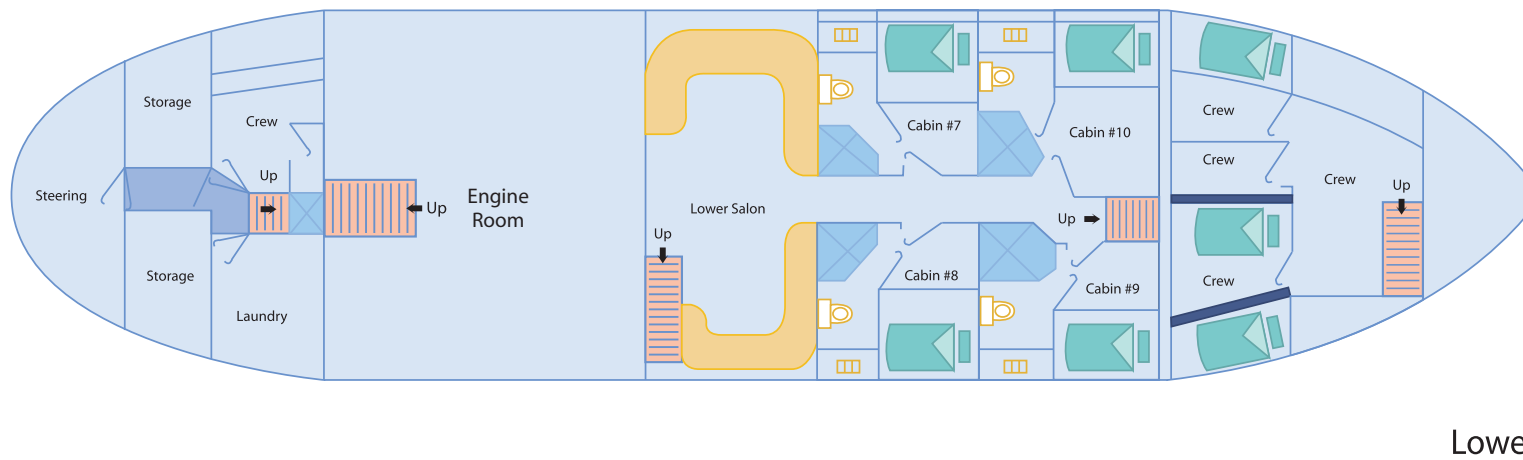 Storage
Crew
Up
Steering
Storage
Laundry
Up
Engine
Room
Lower Salon
Up
Cabin #7
Cabin #10
Up
Cabin #8
Cabin #9
Crew
Crew
Crew
Up
Crew
Lowe